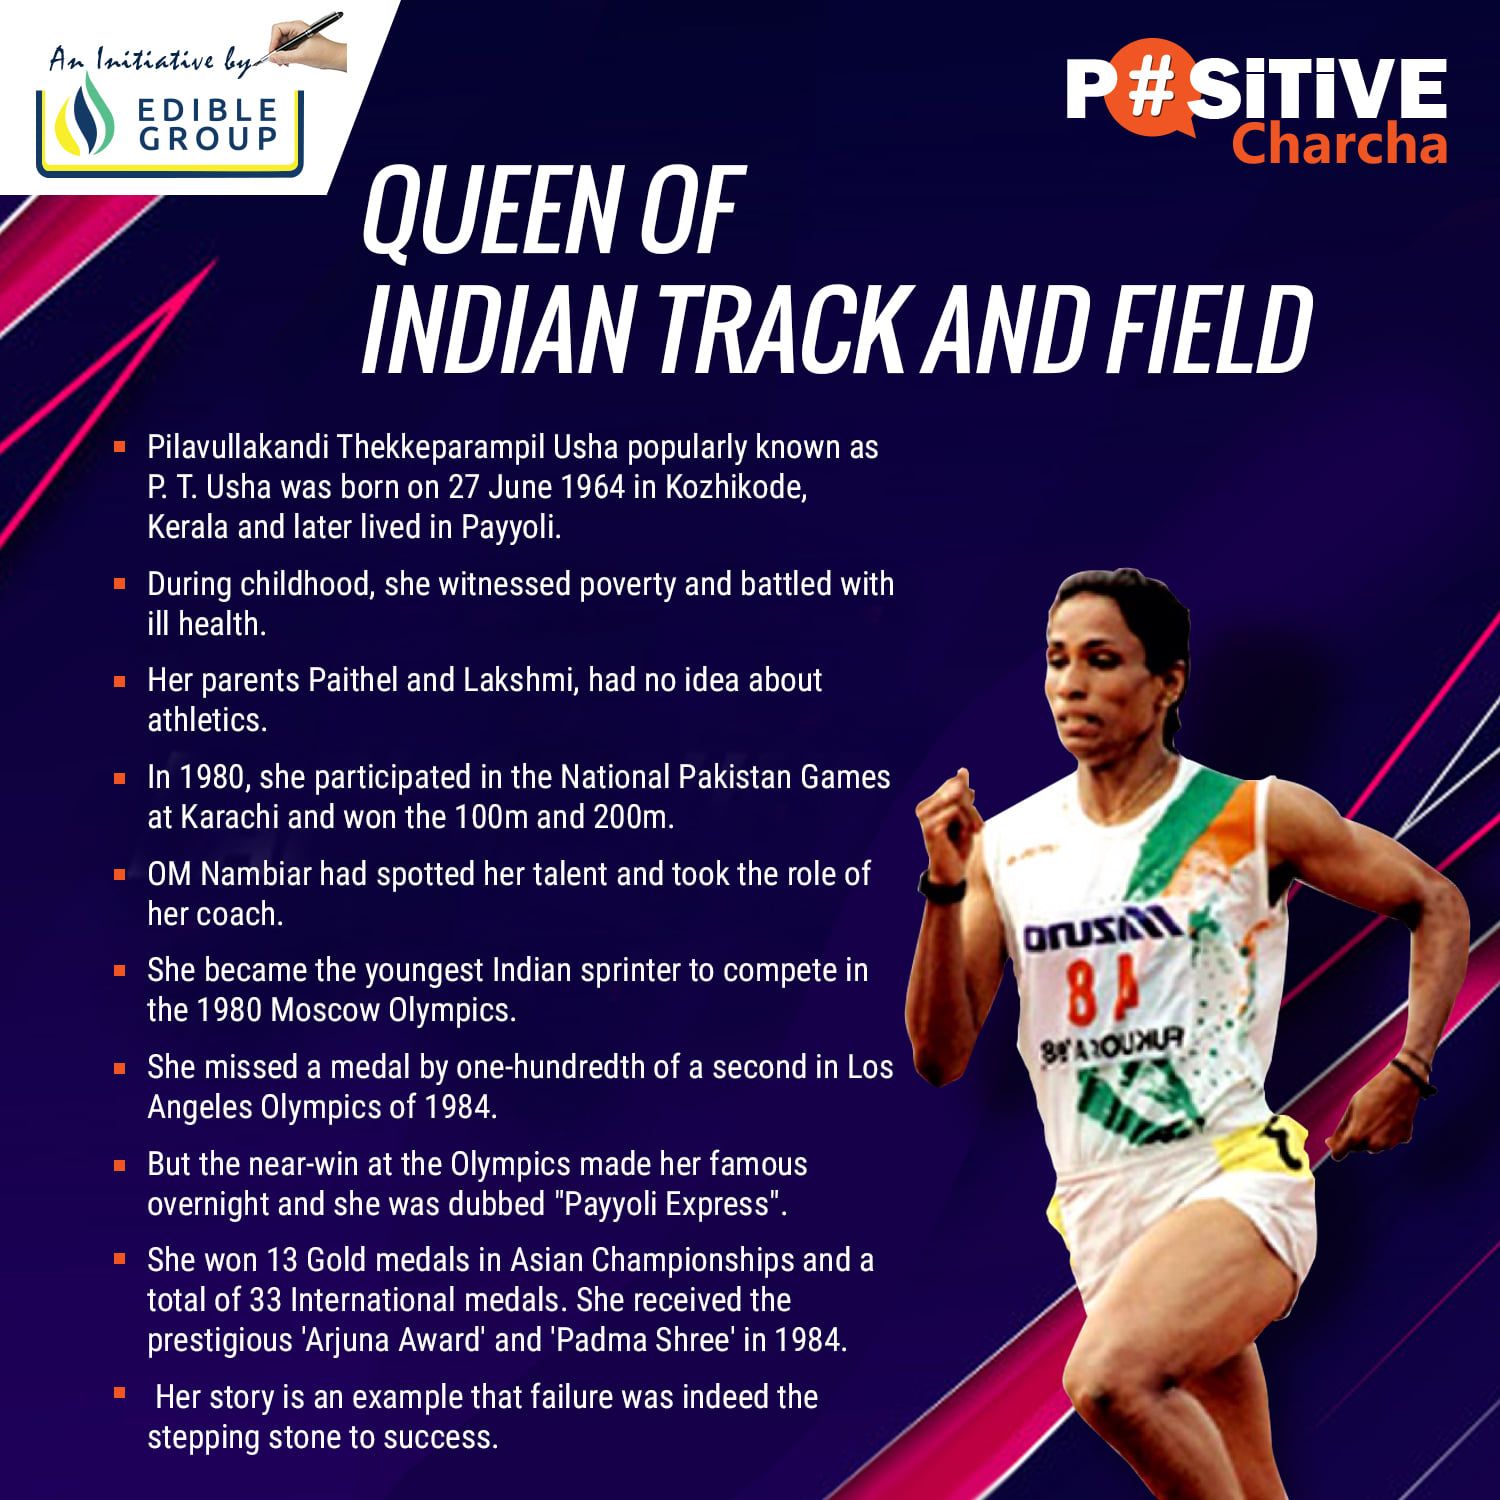 An Initiative by
EDIBLE
GROUP
P#SiTiVE
Charcha
QUEEN OF
INDIAN TRACK AND FIELD
Pilavullakandi Thekkeparampil Usha popularly known as
P. T. Usha was born on 27 June 1964 in Kozhikode,
Kerala and later lived in Payyoli.
During childhood, she witnessed poverty and battled with
ill health.
Her parents Paithel and Lakshmi, had no idea about
athletics.
In 1980, she participated in the National Pakistan Games
at Karachi and won the 100m and 200m.
OM Nambiar had spotted her talent and took the role of
her coach.
She became the youngest Indian sprinter to compete in
the 1980 Moscow Olympics.
She missed a medal by one-hundredth of a second in Los
Angeles Olympics of 1984.
But the near-win at the Olympics made her famous
overnight and she was dubbed "Payyoli Express".
She won 13 Gold medals in Asian Championships and a
total of 33 International medals. She received the
prestigious 'Arjuna Award' and 'Padma Shree' in 1984.
Her story is an example that failure was indeed the
stepping stone to success.
MIZUNO
48
FUKUOKA'98